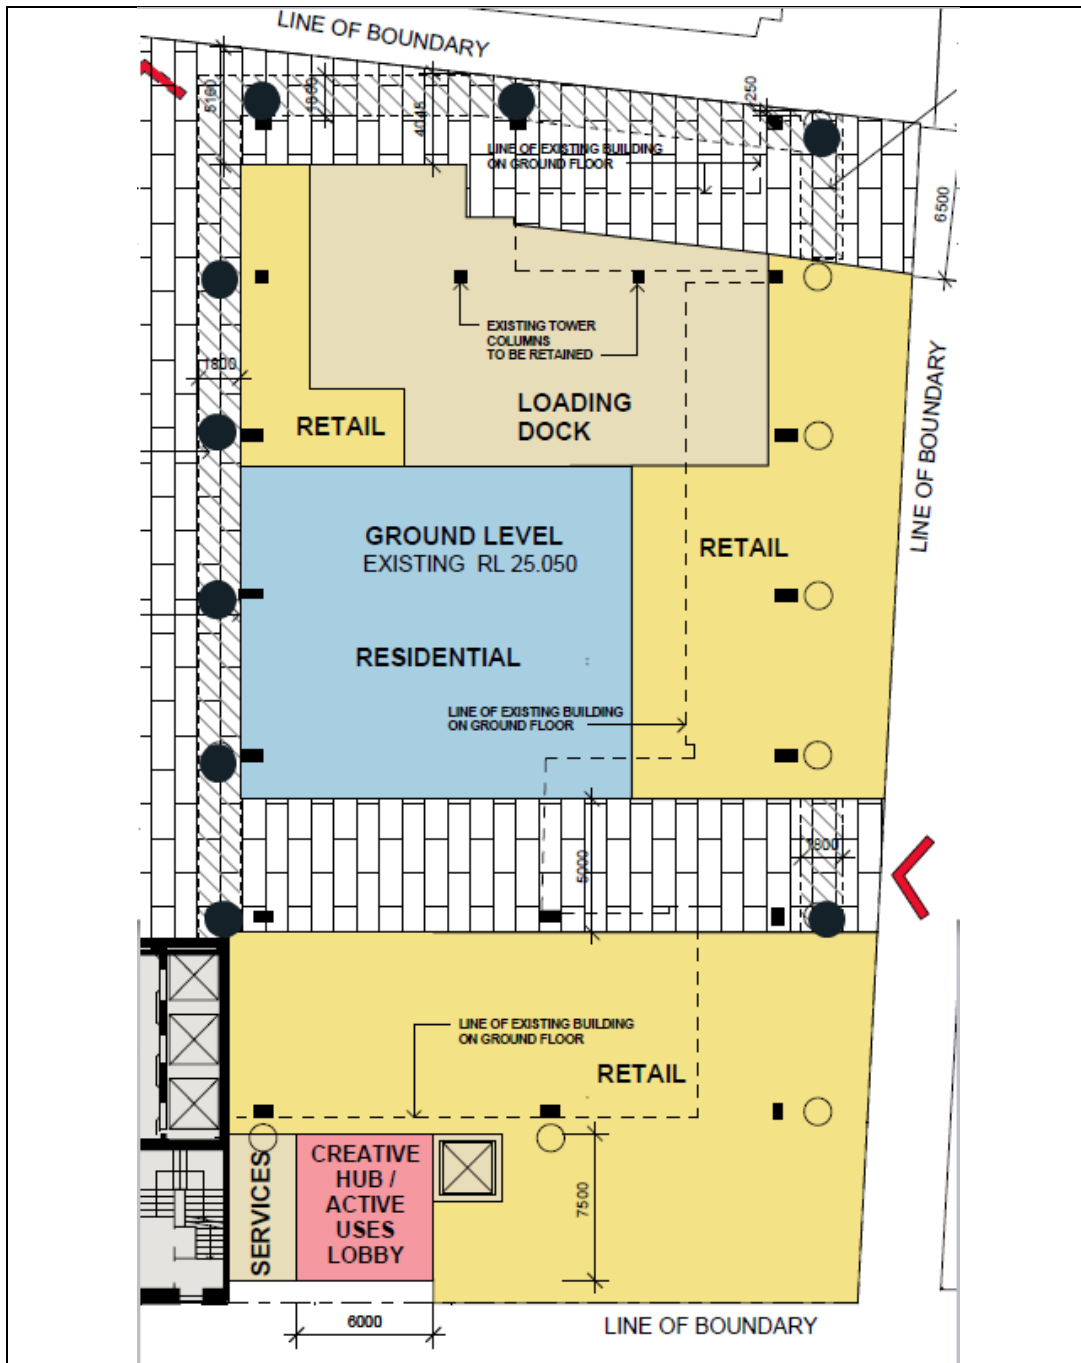 LINE OF BOUNDARY
5160
1800
4045
250
LINE OF EXISTING BUILDING
ON GROUND FLOOR
6500
EXISTING TOWER
COLUMNS
TO BE RETAINED
1800
LOADING
DOCK
RETAIL
LINE OF BOUNDARY
GROUND LEVEL
EXISTING RL 25.050
RETAIL
RESIDENTIAL
LINE OF EXISTING BUILDING
ON GROUND FLOOR
5000
1800
LINE OF EXISTING BUILDING
ON GROUND FLOOR
RETAIL
SERVICES
CREATIVE
HUB /
ACTIVE
USES
LOBBY
7500
6000
LINE OF BOUNDARY